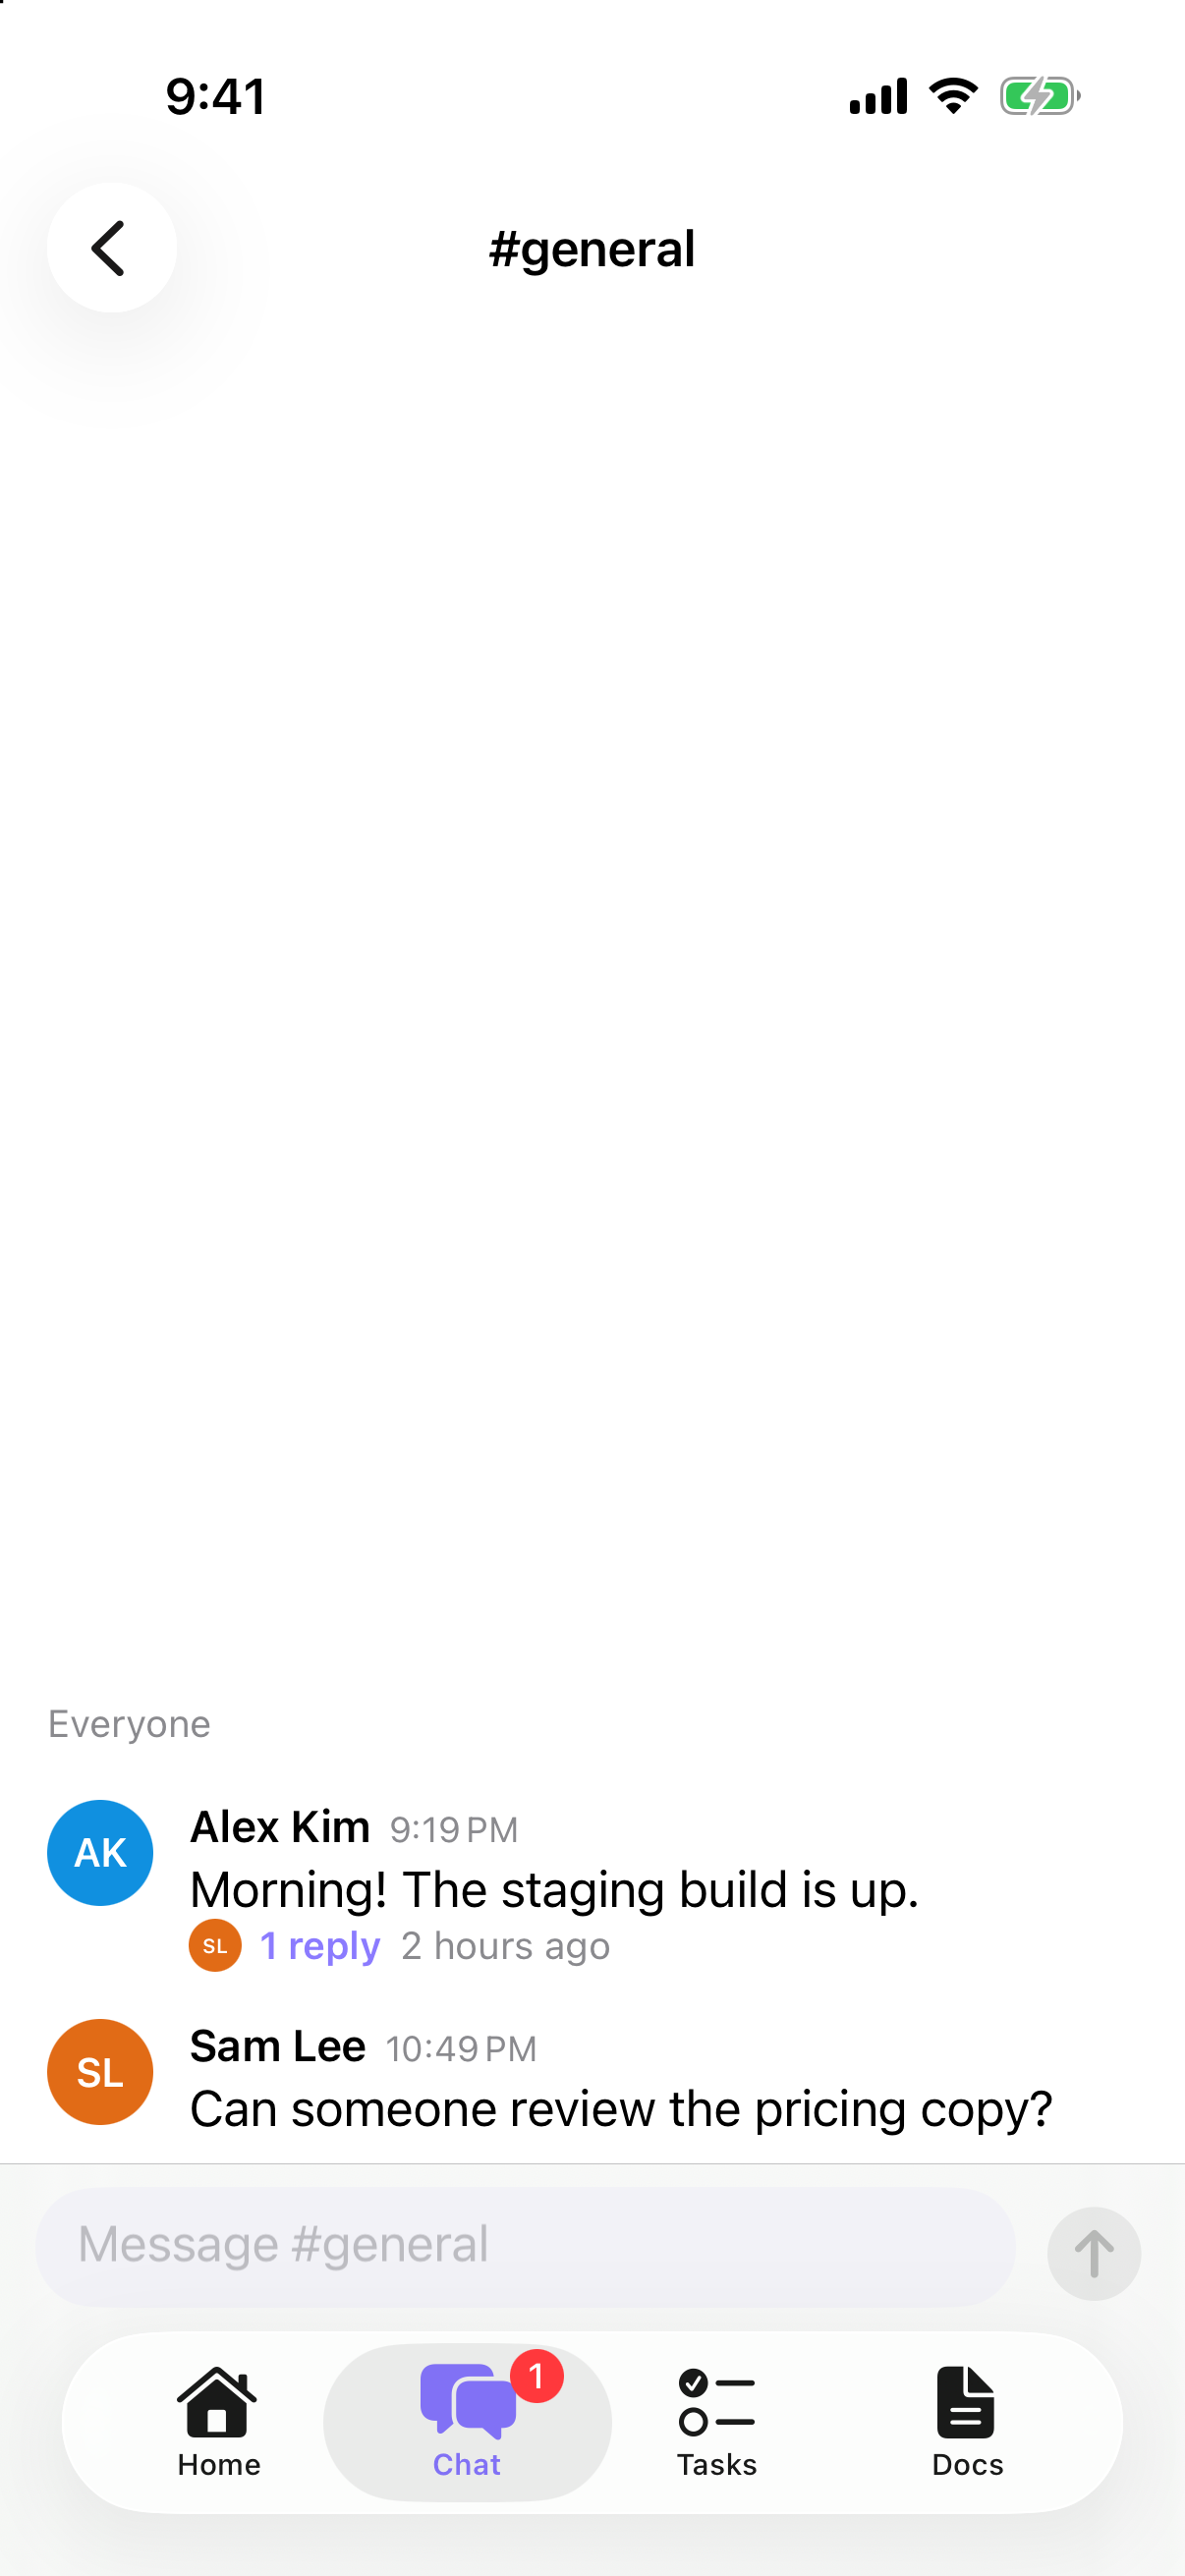 9:41
#general
Everyone
AK
Alex Kim 9:19 PM
Morning! The staging build is up.
SL 1 reply 2 hours ago
SL
Sam Lee 10:49 PM
Can someone review the pricing copy?
Message #general
1
Home Chat Tasks Docs